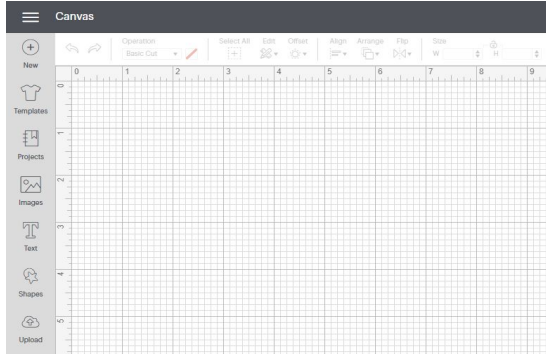 Canvas
Operation
Basic Cut
Select All
Edit
Offset
Align
Arrange
Flip
Size
W
H
New
Templates
Projects
Images
Text
Shapes
Upload
0 1 2 3 4 5 6 7 8 9
0
1
2
3
4
5